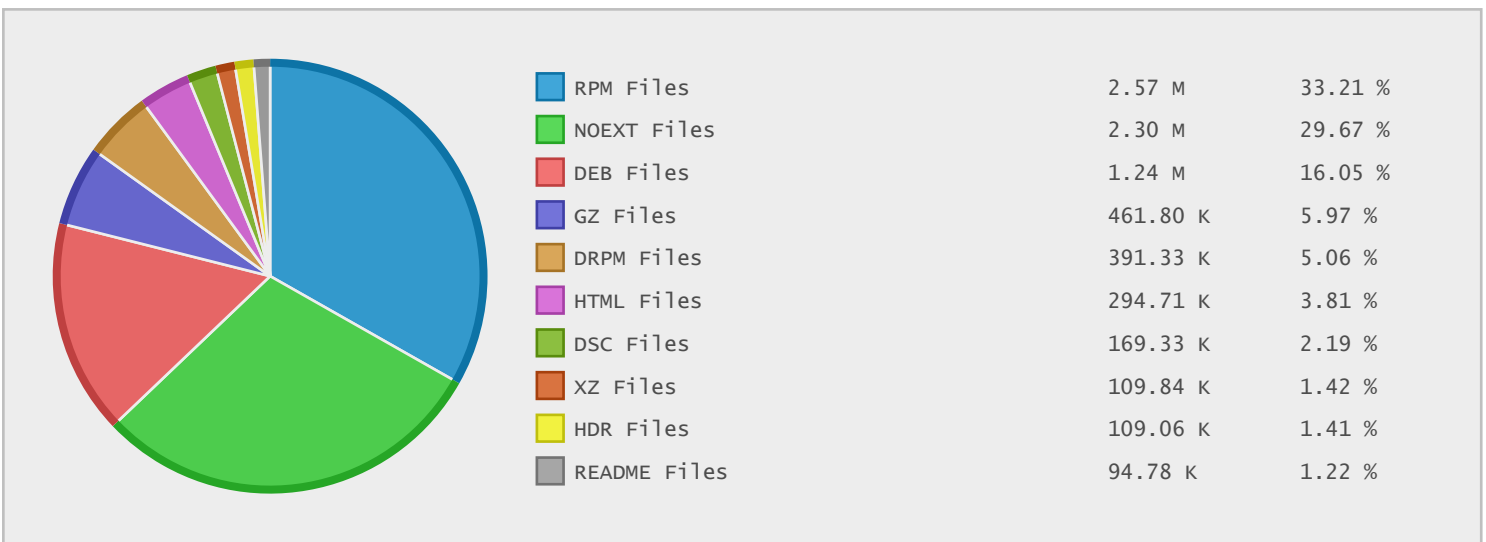 RPM Files 2.57 M 33.21 %
NOEXT Files 2.30 M 29.67 %
DEB Files 1.24 M 16.05 %
GZ Files 461.80 K 5.97 %
DRPM Files 391.33 K 5.06 %
HTML Files 294.71 K 3.81 %
DSC Files 169.33 K 2.19 %
XZ Files 109.84 K 1.42 %
HDR Files 109.06 K 1.41 %
README Files 94.78 K 1.22 %